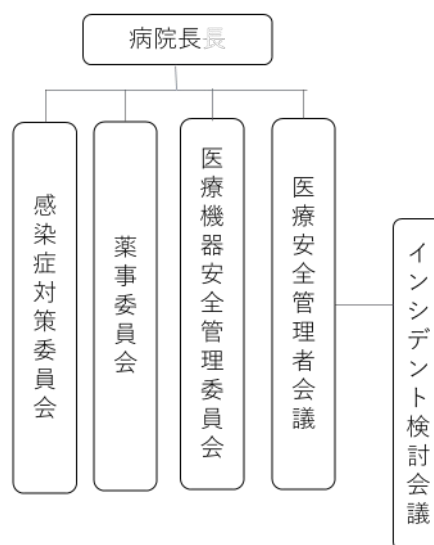 病院長長
感染症対策委員会
薬事委員会
医療機器安全管理委員会
医療安全管理者会議
インシデント検討会議